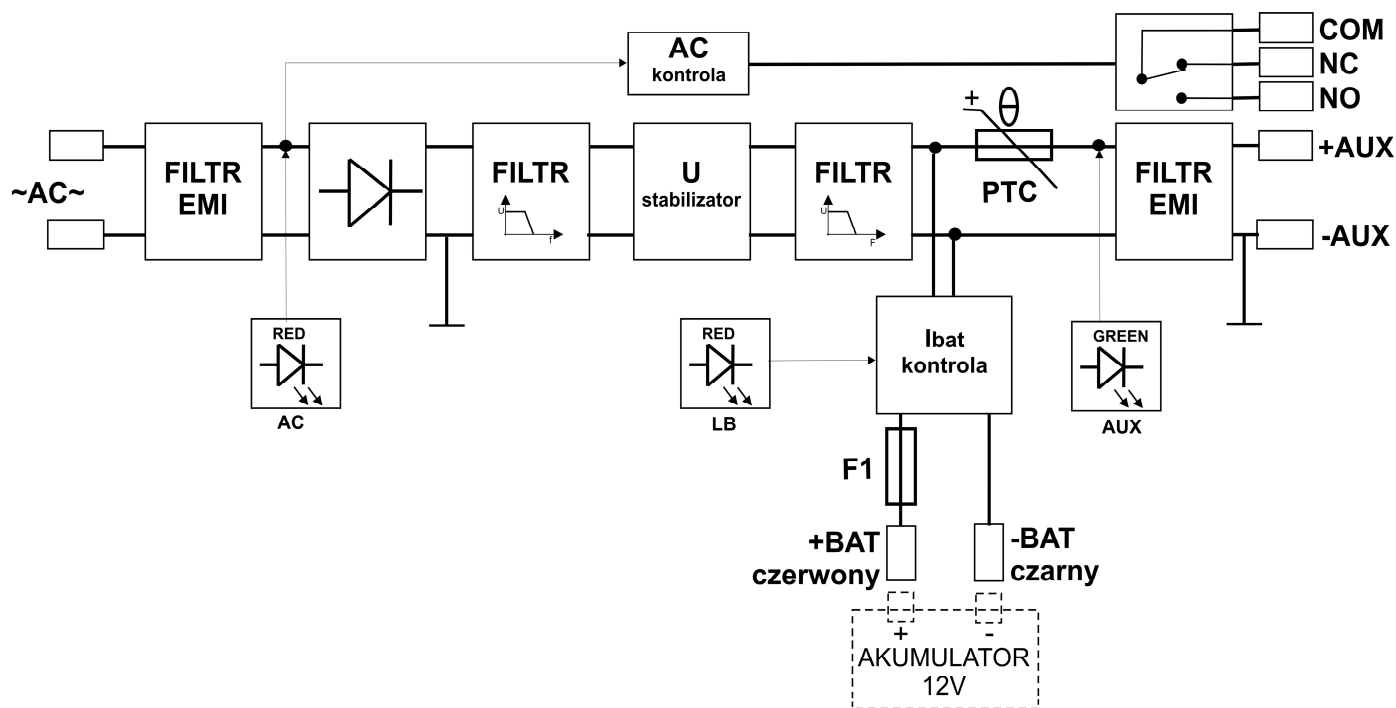 AC
kontrola
COM
NC
NO
~AC~
FILTR
EMI
FILTR
U
f
U
stabilizator
FILTR
U
F
+
θ
PTC
FILTR
EMI
+AUX
-AUX
RED
AC
RED
LB
Ibat
kontrola
GREEN
AUX
F1
+BAT
czerwony
-BAT
czarny
+ -
AKUMULATOR
12V